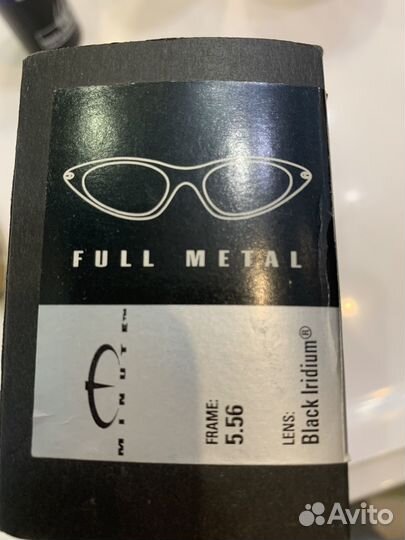 FULL METAL
MINUTE™
FRAME:
5.56
LENS:
Black Iridium®
Avito